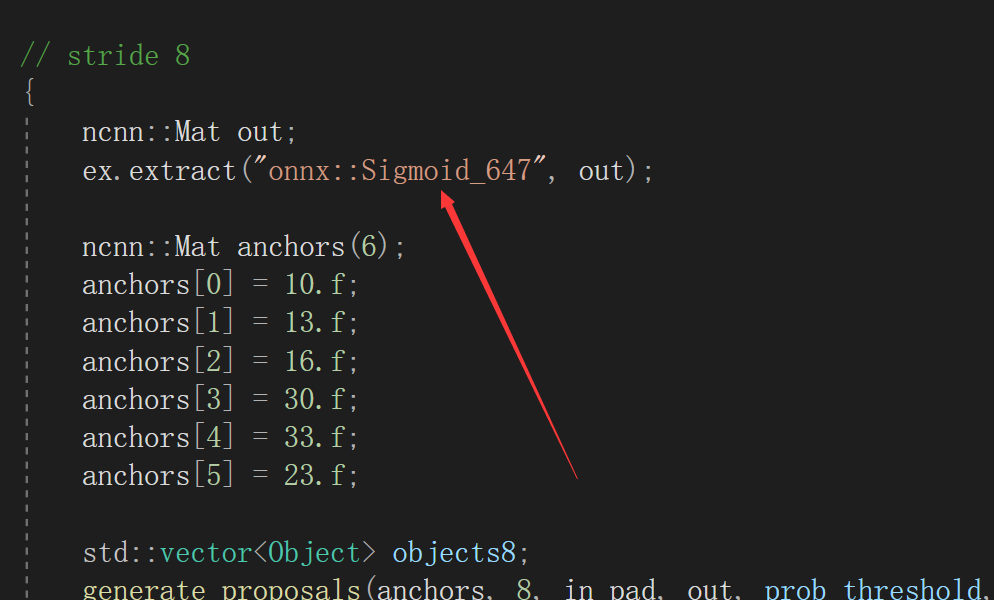 // stride 8
{
ncnn::Mat out;
ex.extract("onnx::Sigmoid_647", out);
ncnn::Mat anchors(6);
anchors[0] = 10.f;
anchors[1] = 13.f;
anchors[2] = 16.f;
anchors[3] = 30.f;
anchors[4] = 33.f;
anchors[5] = 23.f;
std::vector<Object> objects8;
generate_proposals(anchors, 8, in_pad, out, prob_threshold,